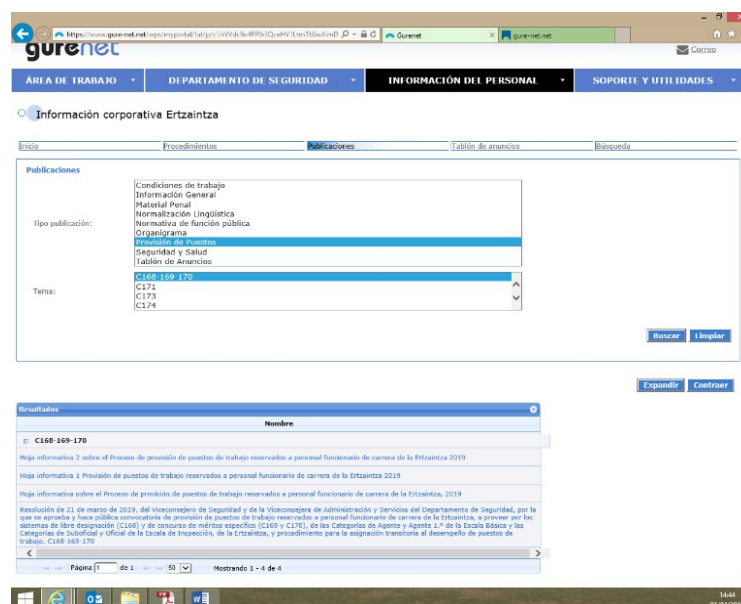 https://www.gure-net.net
Gurenet
gure-net.net
gurenet
Correo
ÁREA DE TRABAJO
DEPARTAMENTO DE SEGURIDAD
INFORMACIÓN DEL PERSONAL
SOPORTE Y UTILIDADES
Información corporativa Ertzaintza
Inicio
Procedimientos
Publicaciones
Tablón de anuncios
Búsqueda
Publicaciones
Tipo publicación:
Condiciones de trabajo
Información General
Material Penal
Normalización Lingüística
Normativa de función pública
Organigrama
Provisión de Puestos
Seguridad y Salud
Tablón de Anuncios
Tema:
C168-169-170
C171
C173
C174
Buscar
Limpiar
Expandir
Contraer
Resultados
Nombre
C168-169-170
Hoja informativa 2 sobre el Proceso de provisión de puestos de trabajo reservados a personal funcionario de carrera de la Ertzaintza 2019
Hoja informativa 1 Provisión de puestos de trabajo reservados a personal funcionario de carrera de la Ertzaintza 2019
Hoja informativa sobre el Proceso de provisión de puestos de trabajo reservados a personal funcionario de carrera de la Ertzaintza, 2019
Resolución de 21 de marzo de 2019, del Viceconsejero de Seguridad y de la Viceconsejera de Administración y Servicios del Departamento de Seguridad, por la
que se aprueba y hace pública convocatoria de provisión de puestos de trabajo reservados a personal funcionario de carrera de la Ertzaintza, a proveer por los
sistemas de libre designación (C168) y de concurso de méritos específico (C169 y C170), de las Categorías de Agente y Agente 1.º de la Escala Básica y las
Categorías de Suboficial y Oficial de la Escala de Inspección, de la Ertzaintza, y procedimiento para la asignación transitoria al desempeño de puestos de
trabajo. C168-169-170
Página 1 de 1
50
Mostrando 1 - 4 de 4
14:44